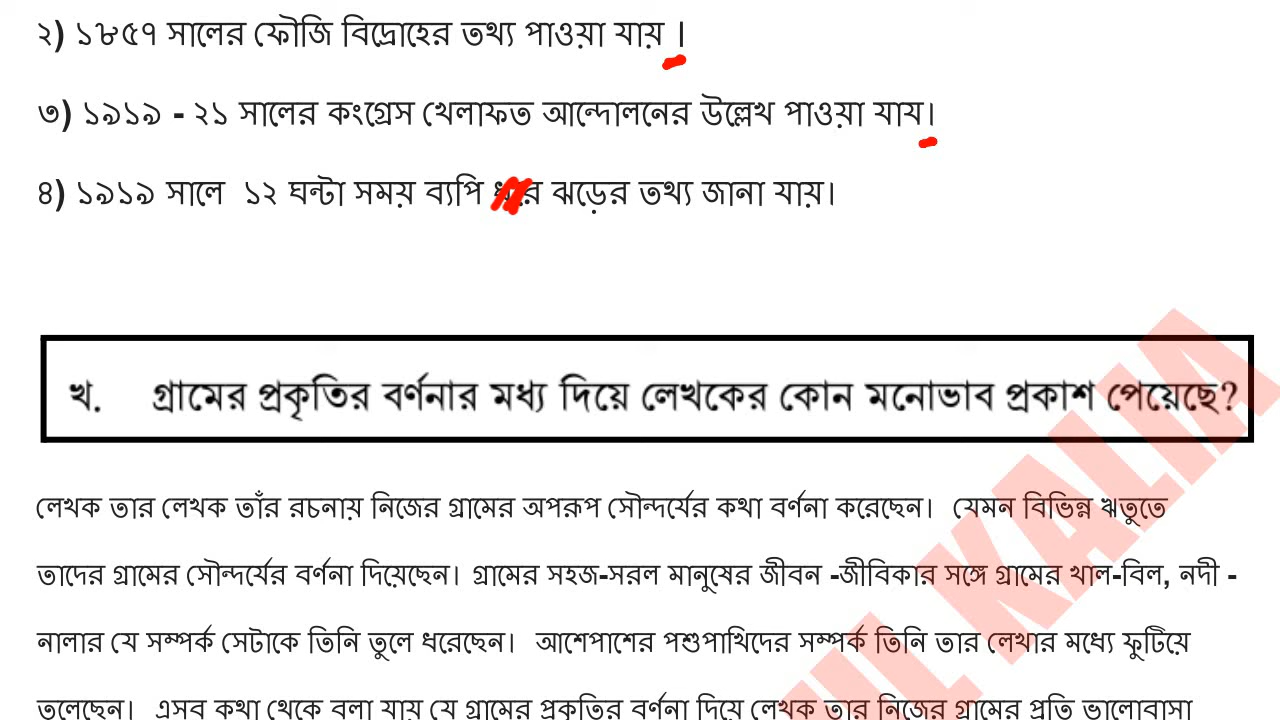 ২) ১৮৫৭ সালের ফৌজি বিদ্রোহের তথ্য পাওয়া যায় ।
৩) ১৯১৯ - ২১ সালের কংগ্রেস খেলাফত আন্দোলনের উল্লেখ পাওয়া যায়।
৪) ১৯১৯ সালে ১২ ঘন্টা সময় ব্যপি ঝড়ের তথ্য জানা যায়।
খ. গ্রামের প্রকৃতির বর্ণনার মধ্য দিয়ে লেখকের কোন মনোভাব প্রকাশ পেয়েছে?
লেখক তার লেখক তাঁর রচনায় নিজের গ্রামের অপরূপ সৌন্দর্যের কথা বর্ণনা করেছেন। যেমন বিভিন্ন ঋতুতে
তাদের গ্রামের সৌন্দর্যের বর্ণনা দিয়েছেন। গ্রামের সহজ-সরল মানুষের জীবন -জীবিকার সঙ্গে গ্রামের খাল-বিল, নদী -
নালার যে সম্পর্ক সেটাকে তিনি তুলে ধরেছেন। আশেপাশের পশুপাখিদের সম্পর্ক তিনি তার লেখার মধ্যে ফুটিয়ে
তুলেছেন। এসব কথা থেকে বলা যায় যে গ্রামের প্রকৃতির বর্ণনা দিয়ে লেখক তার নিজের গ্রামের প্রতি ভালোবাসা
KALIA